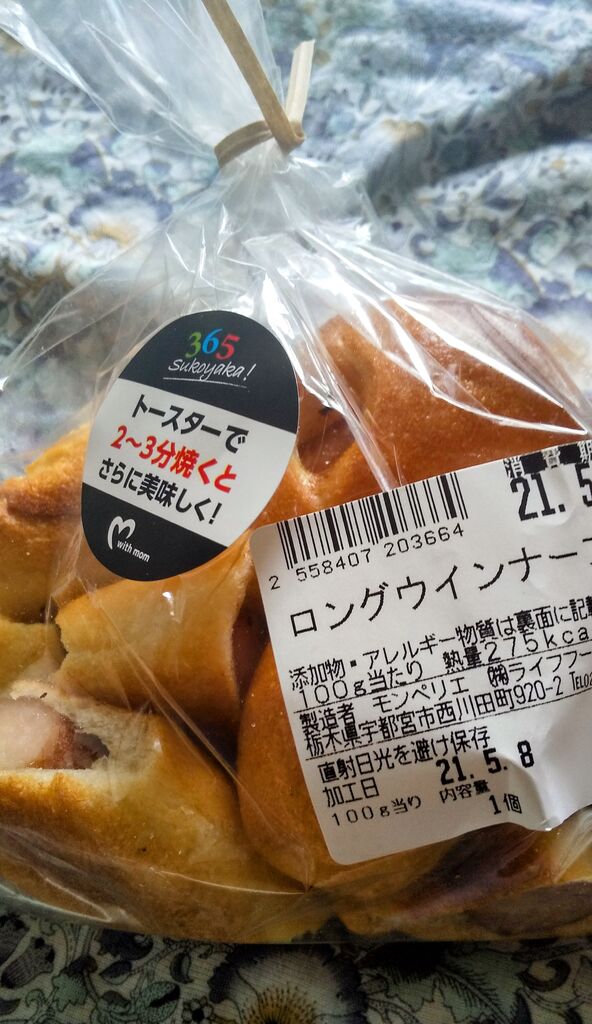 365
Sukoyaka!
トースターで
2〜3分焼くと
さらに美味しく!
with mom
21.5
2 558407 203664
ロングウインナー
添加物・アレルギー物質は裏面に記
100g当たり 熱量275kca
製造者 モンペリエ ㈱ライフフー
栃木県宇都宮市西川田町920-2
直射日光を避け保存
加工日 21.5.8
100g当り 内容量 1個